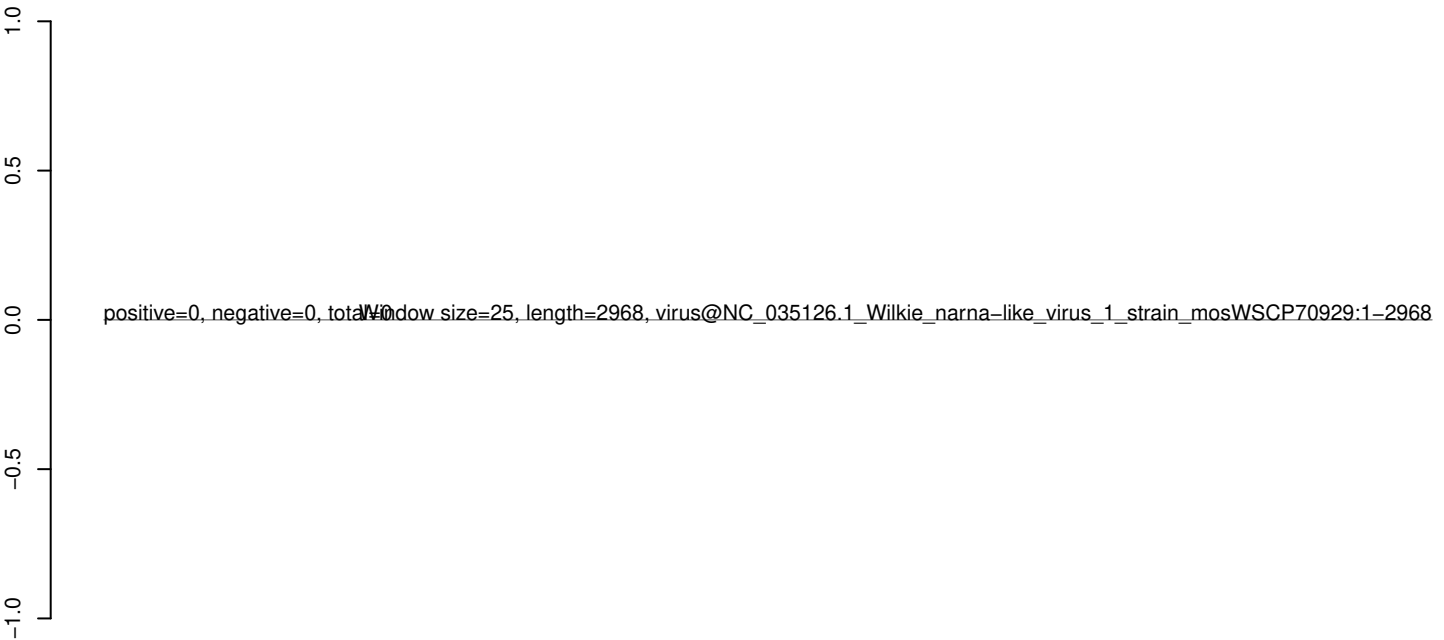 1.0
0.5
0.0
−0.5
−1.0
positive=0, negative=0, total=0
Window size=25, length=2968, virus@NC_035126.1_Wilkie_narna−like_virus_1_strain_mosWSCP70929:1−2968